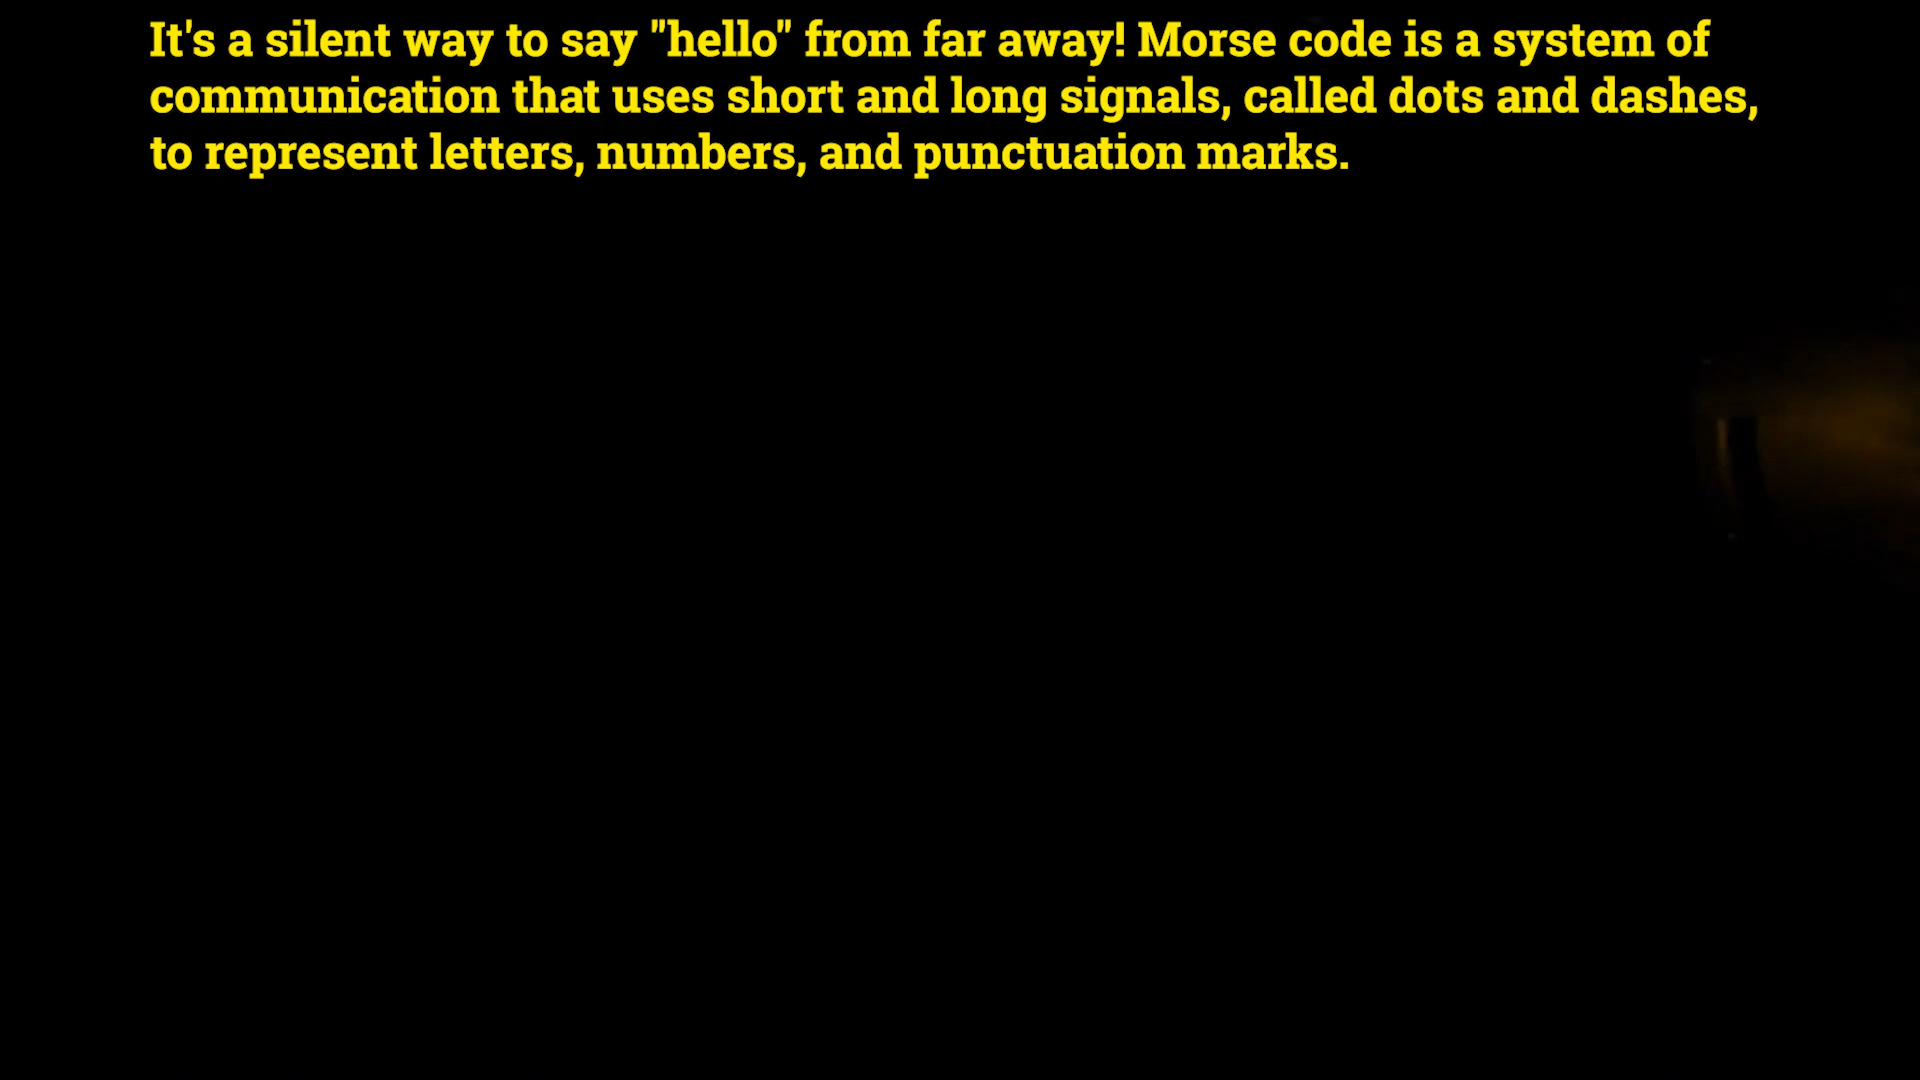 It's a silent way to say "hello" from far away! Morse code is a system of
communication that uses short and long signals, called dots and dashes,
to represent letters, numbers, and punctuation marks.